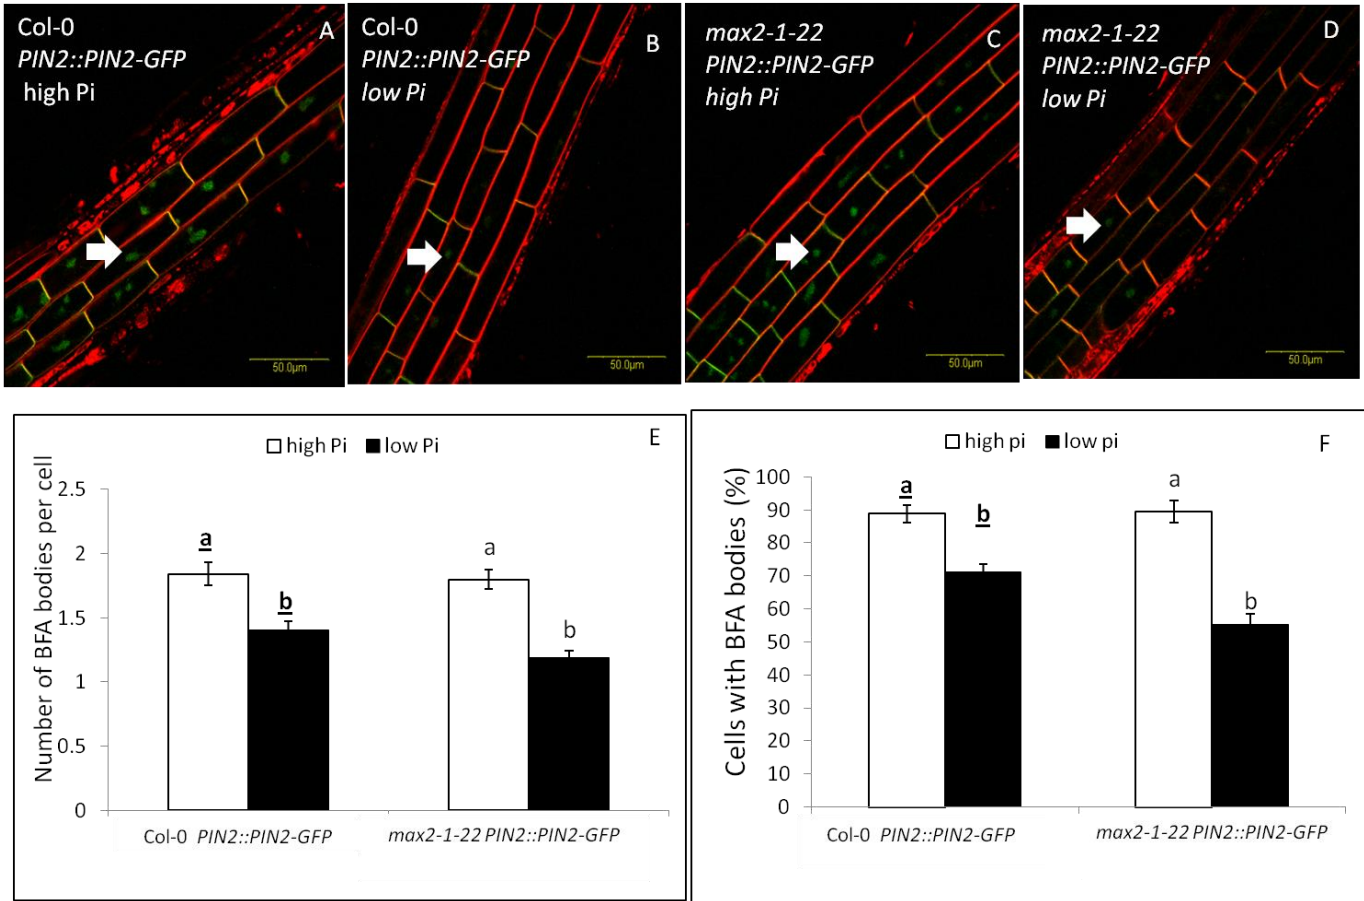 Col-0
PIN2::PIN2-GFP
high Pi
A
Col-0
PIN2::PIN2-GFP
low Pi
B
max2-1-22
PIN2::PIN2-GFP
high Pi
C
max2-1-22
PIN2::PIN2-GFP
low Pi
D
50.0µm
50.0µm
50.0µm
50.0µm
high Pi low Pi
E
Number of BFA bodies per cell
2.5
2
1.5
1
0.5
0
a
b
a
b
Col-0 PIN2::PIN2-GFP
max2-1-22 PIN2::PIN2-GFP
high pi low pi
F
Cells with BFA bodies (%)
100
90
80
70
60
50
40
30
20
10
0
a
b
a
b
Col-0 PIN2::PIN2-GFP
max2-1-22 PIN2::PIN2-GFP